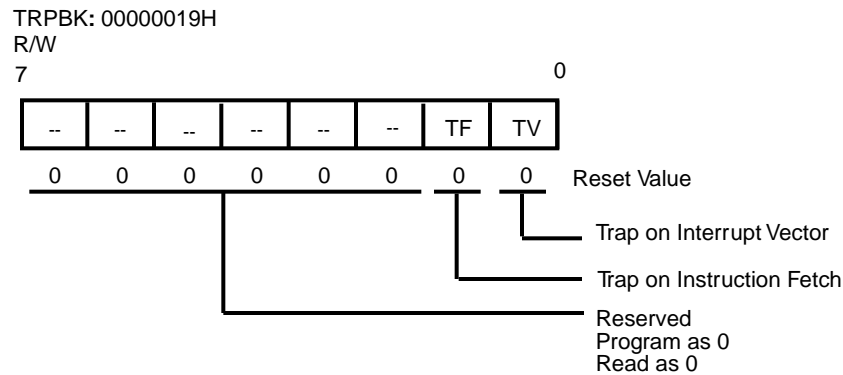 TRPBK: 00000019H
R/W
7 0
-- -- -- -- -- -- TF TV
0 0 0 0 0 0 0 0 Reset Value
Trap on Interrupt Vector
Trap on Instruction Fetch
Reserved
Program as 0
Read as 0